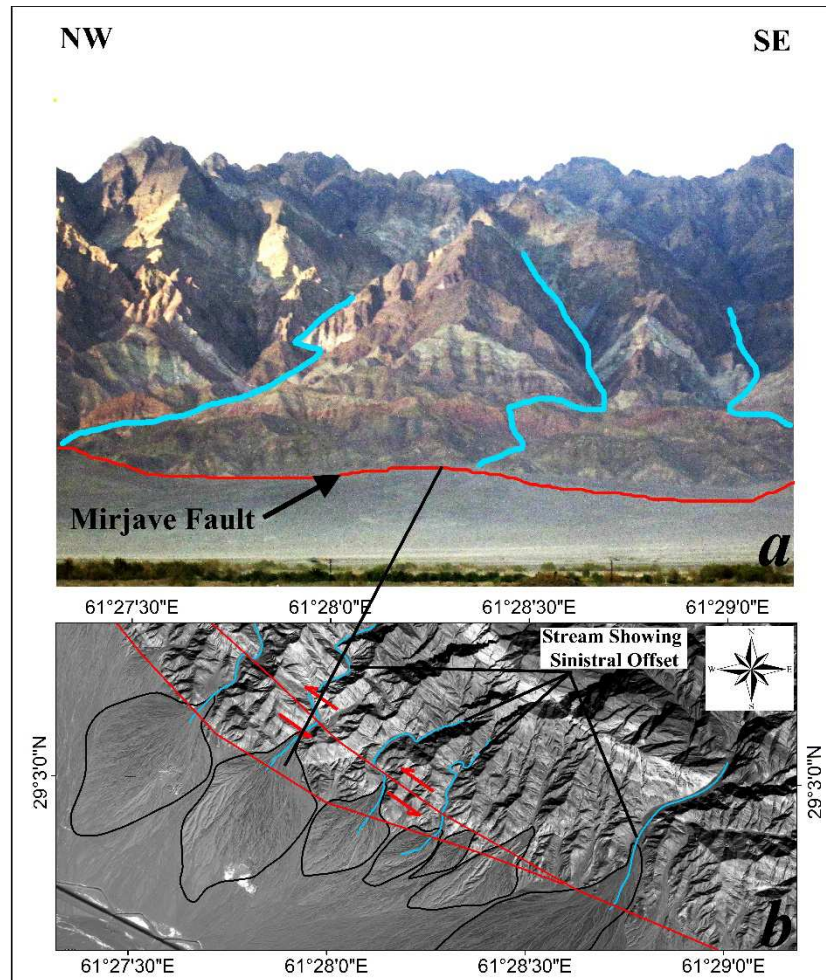 NW
SE
Mirjave Fault
a
61°27'30"E
61°28'0"E
61°28'30"E
61°29'0"E
Stream Showing
Sinistral Offset
N
W
E
S
29°3'0"N
29°3'0"N
b
61°27'30"E
61°28'0"E
61°28'30"E
61°29'0"E